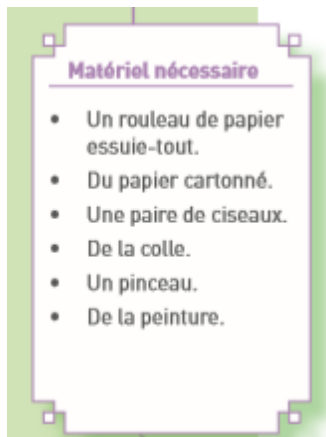 Matériel nécessaire
• Un rouleau de papier
essuie-tout.
• Du papier cartonné.
• Une paire de ciseaux.
• De la colle.
• Un pinceau.
• De la peinture.